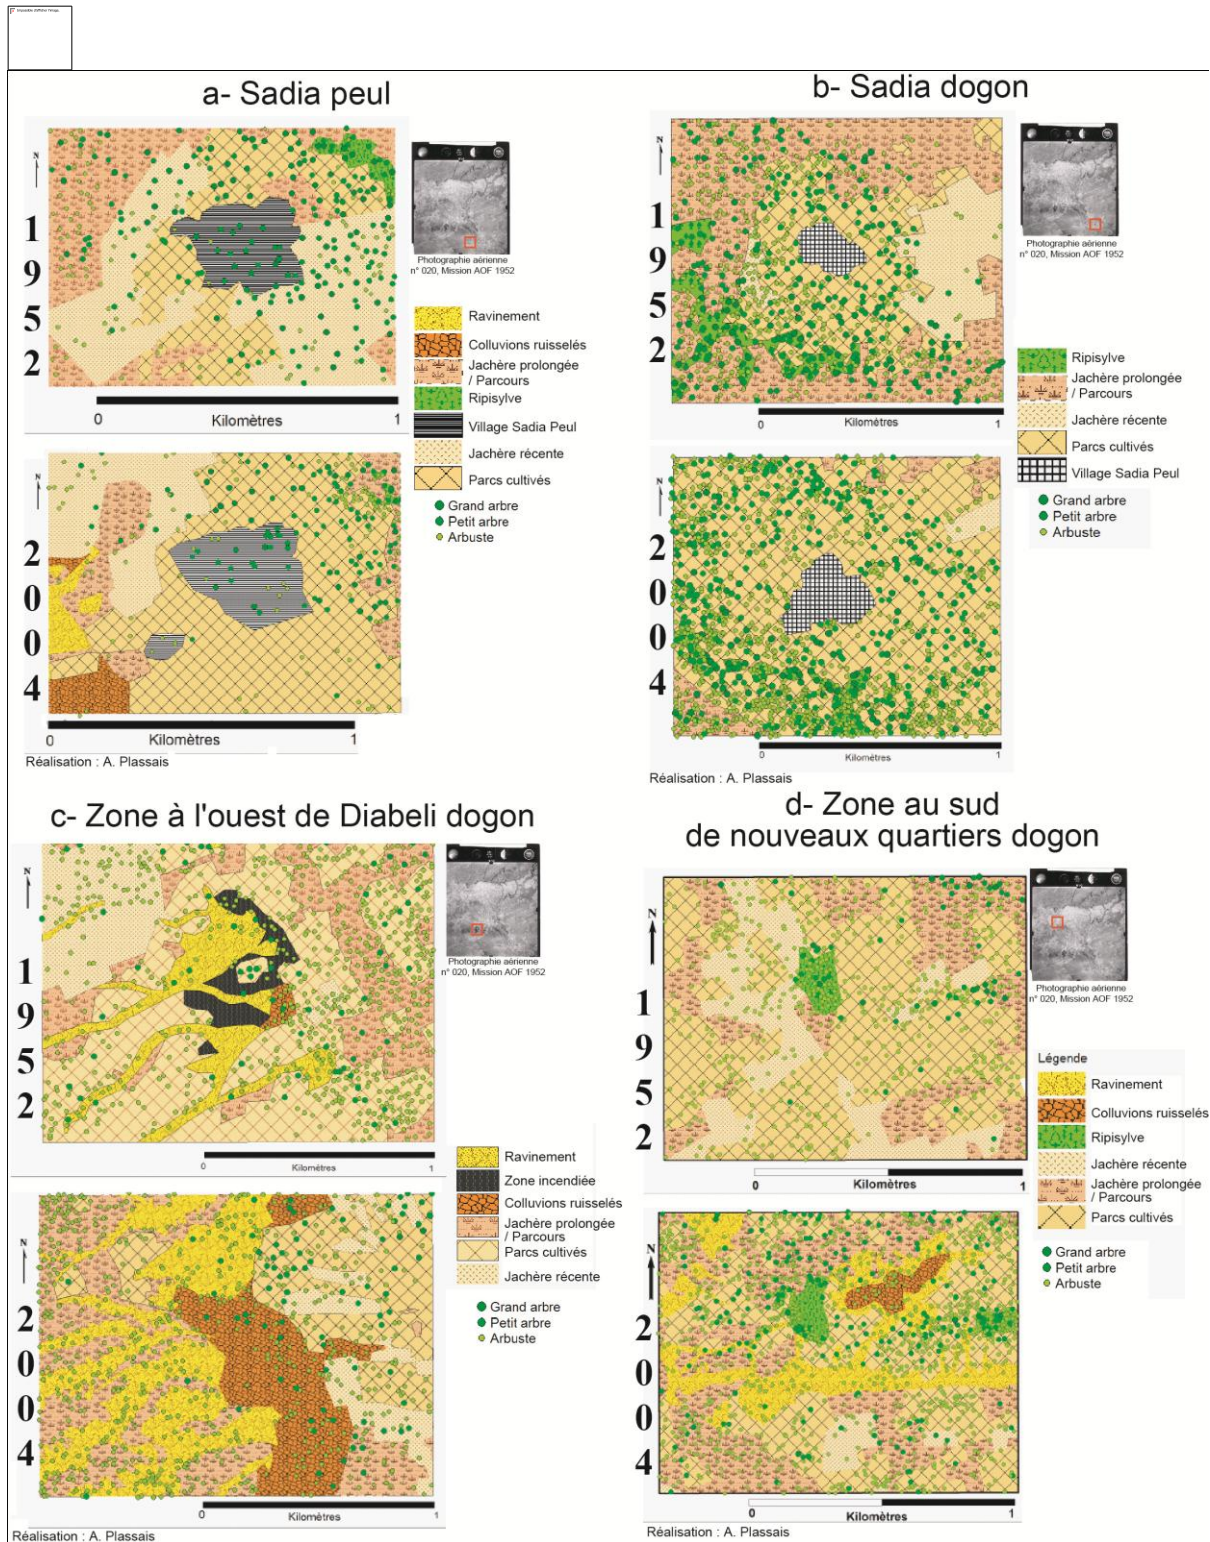 a- Sadia peul
N
1
9
5
2
0
Kilomètres
1
Photographie aérienne
n° 020, Mission AOF 1952
Ravinement
Colluvions ruisselés
Jachère prolongée
/ Parcours
Ripisylve
Village Sadia Peul
Jachère récente
Parcs cultivés
Grand arbre
Petit arbre
Arbuste
N
2
0
0
4
0
Kilomètres
1
Réalisation : A. Plassais
b- Sadia dogon
N
1
9
5
2
0
Kilomètres
1
Photographie aérienne
n° 020, Mission AOF 1952
Ripisylve
Jachère prolongée
/ Parcours
Jachère récente
Parcs cultivés
Village Sadia Peul
Grand arbre
Petit arbre
Arbuste
N
2
0
0
4
0
Kilomètres
1
Réalisation : A. Plassais
c- Zone à l'ouest de Diabeli dogon
N
1
9
5
2
0
Kilomètres
1
Photographie aérienne
n° 020, Mission AOF 1952
Ravinement
Zone incendiée
Colluvions ruisselés
Jachère prolongée
/ Parcours
Parcs cultivés
Jachère récente
Grand arbre
Petit arbre
Arbuste
N
2
0
0
4
0
Kilomètres
1
Réalisation : A. Plassais
d- Zone au sud
de nouveaux quartiers dogon
N
1
9
5
2
0
Kilomètres
1
Photographie aérienne
n° 020, Mission AOF 1952
Légende
Ravinement
Colluvions ruisselés
Ripisylve
Jachère récente
Jachère prolongée
/ Parcours
Parcs cultivés
Grand arbre
Petit arbre
Arbuste
N
2
0
0
4
0
Kilomètres
1
Réalisation : A. Plassais